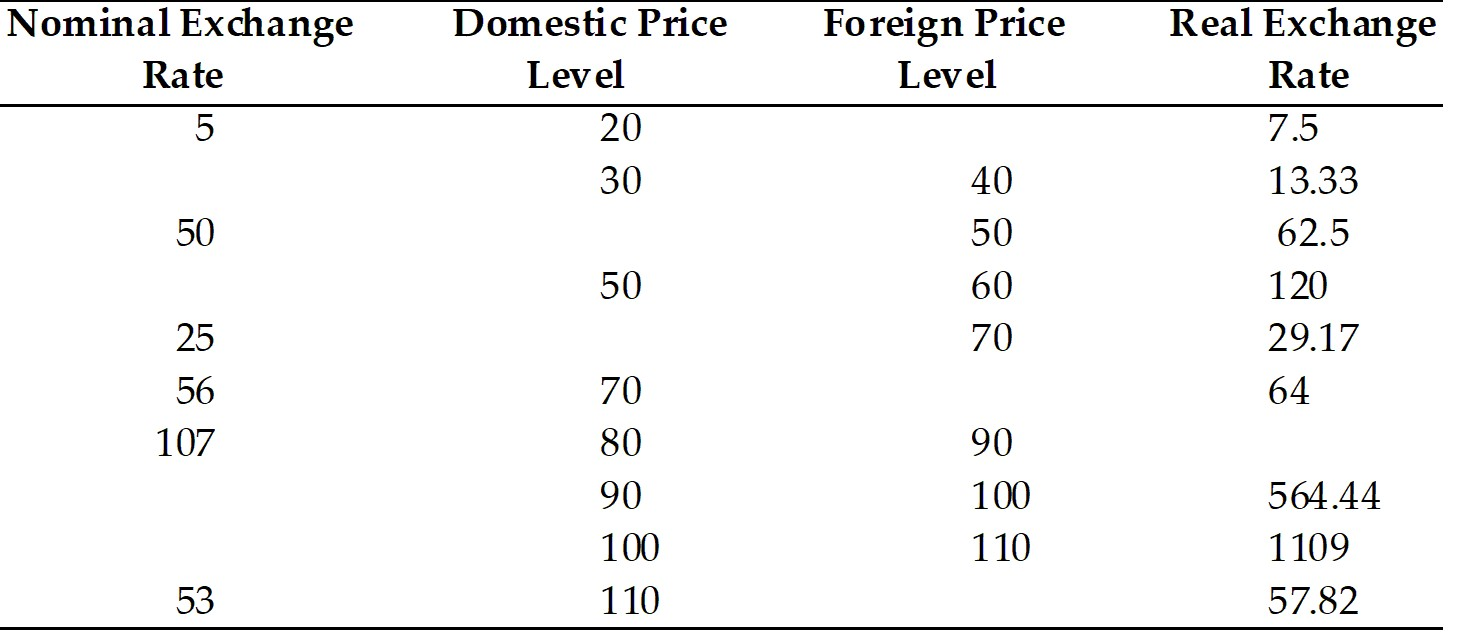 Nominal Exchange Domestic Price Foreign Price Real Exchange
Rate Level Level Rate
5 20 7.5
30 40 13.33
50 50 62.5
50 60 120
25 70 29.17
56 70 64
107 80 90
90 100 564.44
100 110 1109
53 110 57.82